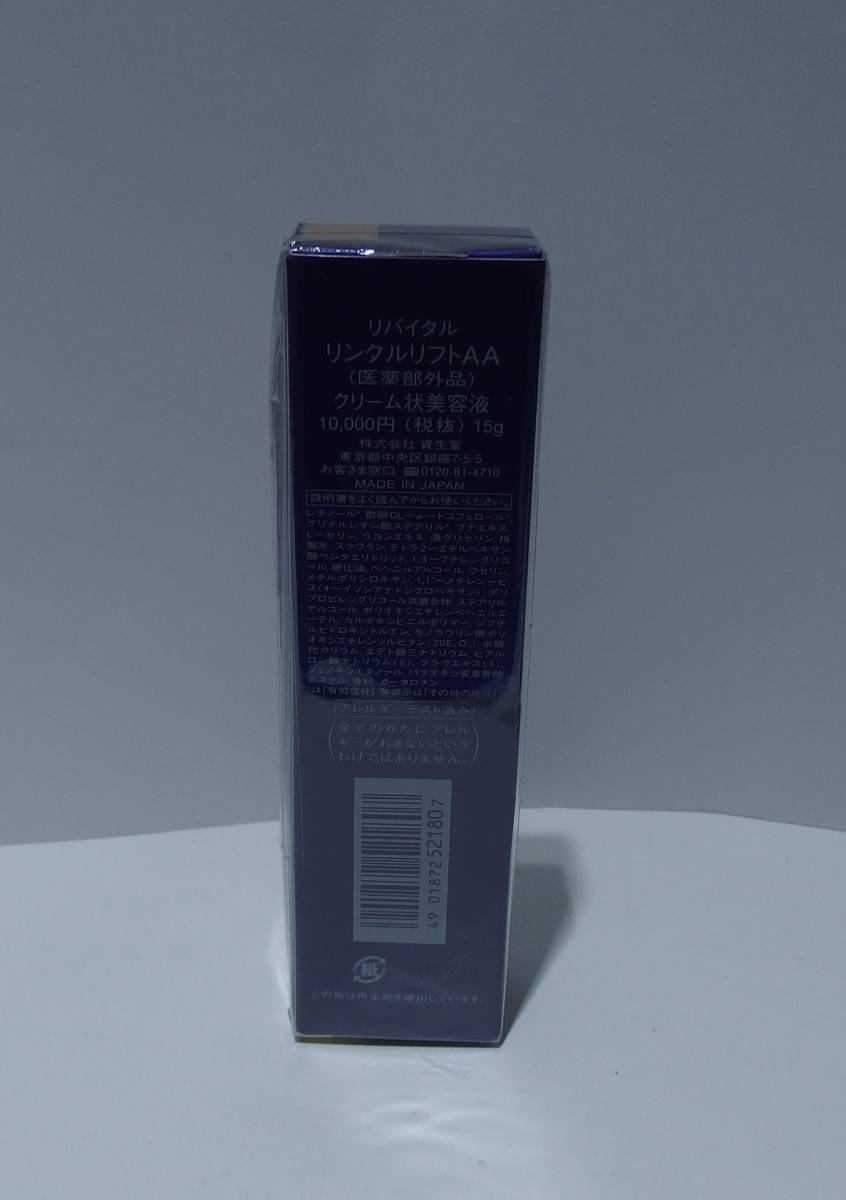 リバイタル
リンクルリフトAA
（医薬部外品）
クリーム状美容液
10,000円（税抜）15g
株式会社 資生堂
東京都中央区銀座7-5-5
お客さま窓口 0120-81-4710
MADE IN JAPAN
説明書をよく読んでからお使いください。
レチノール*, 酢酸DL－α－トコフェロール*,
グリチルレチン酸ステアリル*, ブナエキス,
L－セリン, ウコンエキス, 濃グリセリン, 精
製水, スクワラン, テトラ2－エチルヘキサン
酸ペンタエリトリット, 1,3－ブチレングリコ
ール, 硬化油, ベヘニルアルコール, ワセリン,
メチルポリシロキサン, 1,1'－メチレン－ビ
ス(4－イソシアナトシクロヘキサン)・ポリ
プロピレングリコール共重合体, ステアリル
アルコール, ポリオキシエチレンベヘニルエ
ーテル, カルボキシビニルポリマー, ジブチ
ルヒドロキシトルエン, モノラウリン酸ポリ
オキシエチレンソルビタン(20E.O.), 水酸
化カリウム, エデト酸三ナトリウム, ヒアル
ロン酸ナトリウム(2), クララエキス(1),
フェノキシエタノール, パラオキシ安息香酸
エステル, 香料, β－カロチン
*は「有効成分」無表示は「その他の成分」
アレルギーテスト済み
（全てのかたにアレル
ギーがおきないという
わけではありません。）
49 01872 521807
紙
この紙は再生紙を使用しています。